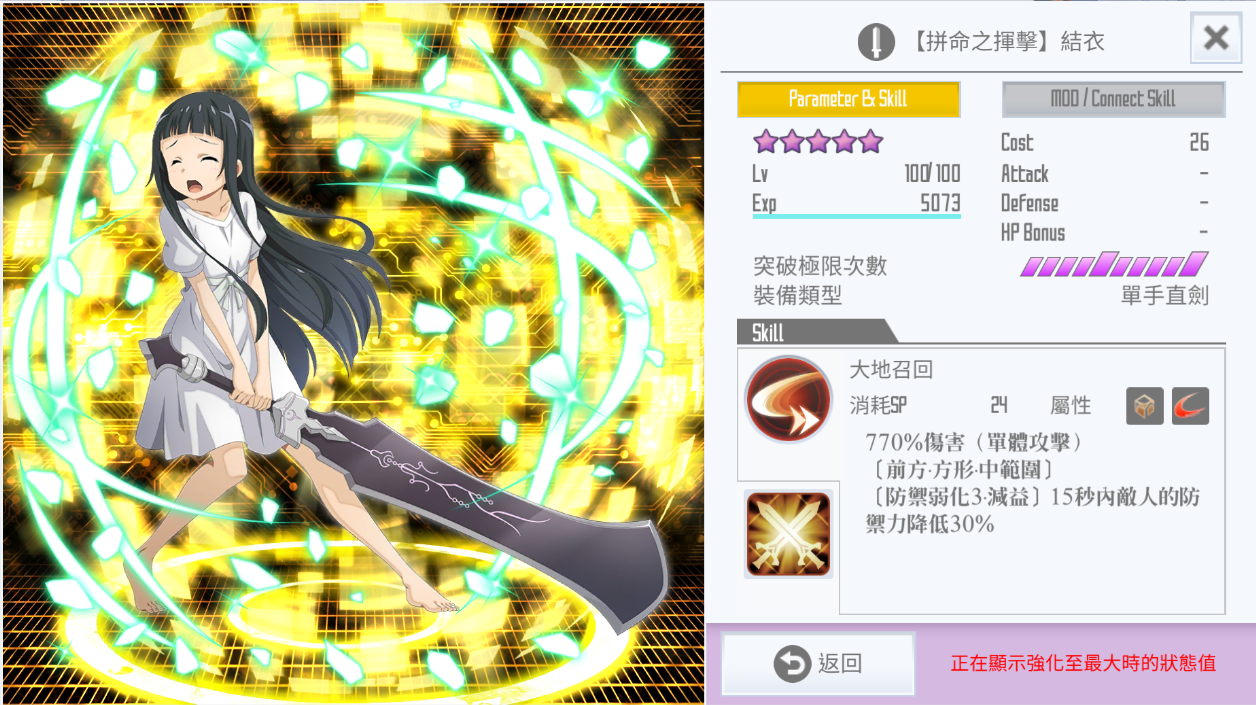 【拼命之揮擊】結衣
Parameter & Skill
MOD / Connect Skill
Lv 100/100
Exp 5073
Cost 26
Attack -
Defense -
HP Bonus -
突破極限次數
裝備類型 單手直劍
Skill
大地召回
消耗SP 24 屬性
770%傷害（單體攻擊）
〔前方·方形·中範圍〕
〔防禦弱化3·減益〕15秒內敵人的防
禦力降低30%
返回
正在顯示強化至最大時的狀態值